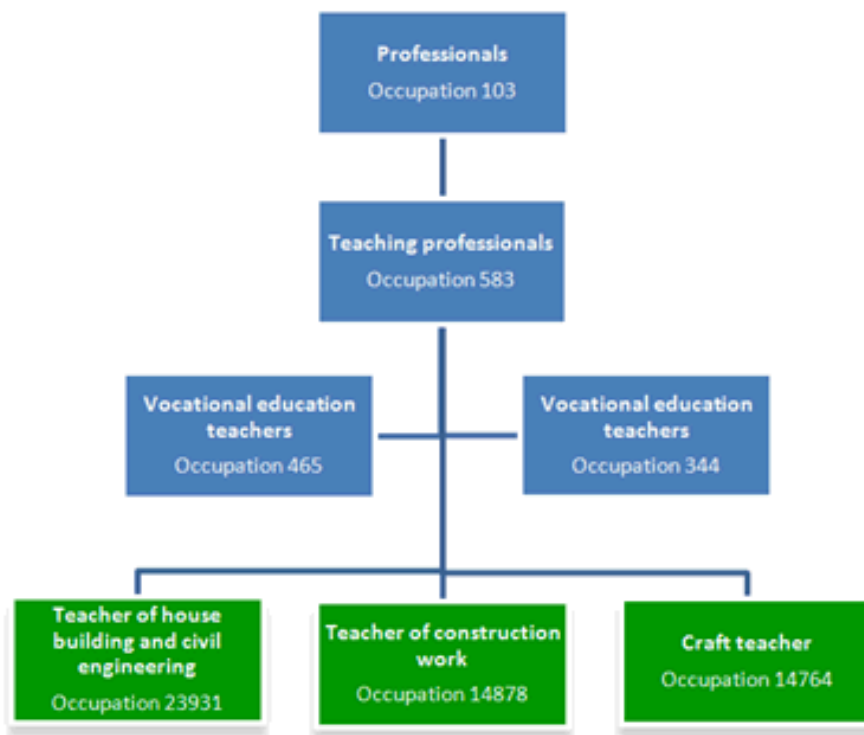 Professionals
Occupation 103
Teaching professionals
Occupation 583
Vocational education
teachers
Occupation 465
Vocational education
teachers
Occupation 344
Teacher of house
building and civil
engineering
Occupation 23931
Teacher of construction
work
Occupation 14878
Craft teacher
Occupation 14764